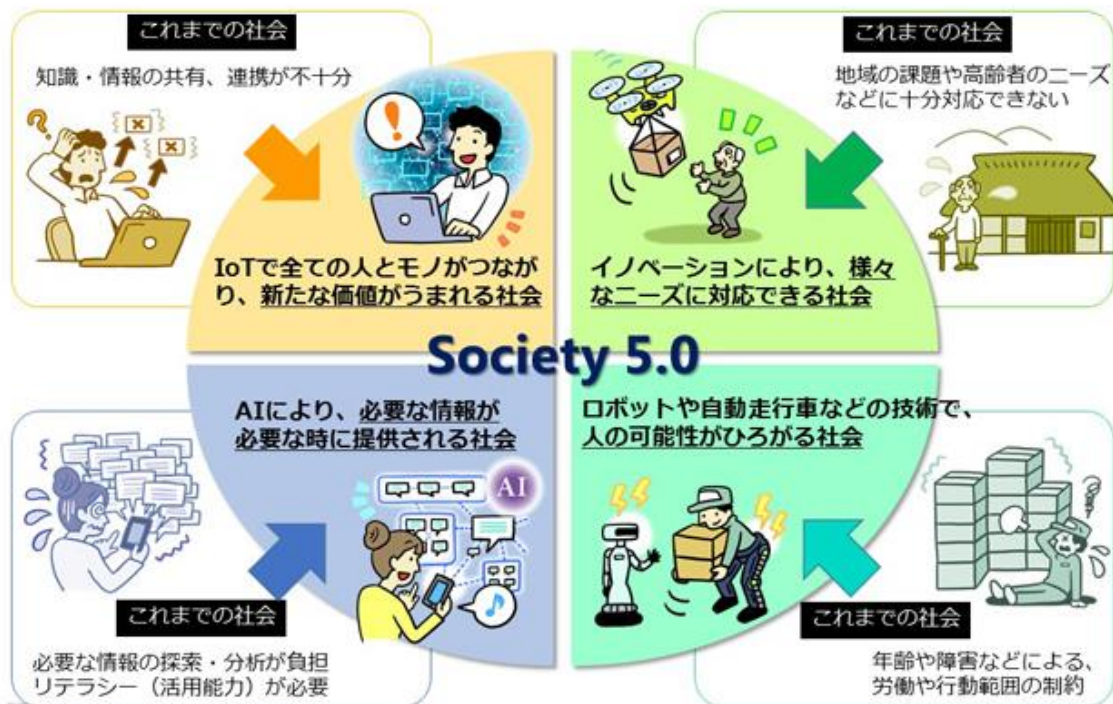 これまでの社会
知識・情報の共有、連携が不十分
IoTで全ての人とモノがつなが
り、新たな価値がうまれる社会
これまでの社会
地域の課題や高齢者のニーズ
などに十分対応できない
イノベーションにより、様々
なニーズに対応できる社会
Society 5.0
AIにより、必要な情報が
必要な時に提供される社会
AI
これまでの社会
必要な情報の探索・分析が負担
リテラシー（活用能力）が必要
ロボットや自動走行車などの技術で、
人の可能性がひろがる社会
これまでの社会
年齢や障害などによる、
労働や行動範囲の制約